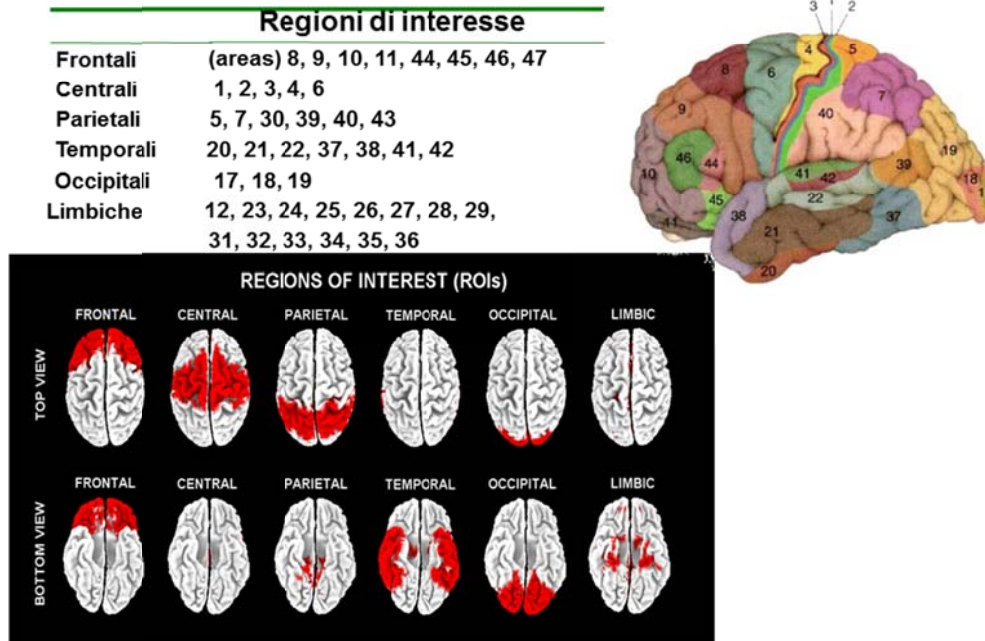 Regioni di interesse
Frontali (areas) 8, 9, 10, 11, 44, 45, 46, 47
Centrali 1, 2, 3, 4, 6
Parietali 5, 7, 30, 39, 40, 43
Temporali 20, 21, 22, 37, 38, 41, 42
Occipitali 17, 18, 19
Limbiche 12, 23, 24, 25, 26, 27, 28, 29,
31, 32, 33, 34, 35, 36
3 2
4 5
8 6 7
9 40
46 44 39 19
10 41 42 18
45 22
11 38 21 37
20
REGIONS OF INTEREST (ROIs)
FRONTAL CENTRAL PARIETAL TEMPORAL OCCIPITAL LIMBIC
TOP VIEW
FRONTAL CENTRAL PARIETAL TEMPORAL OCCIPITAL LIMBIC
BOTTOM VIEW